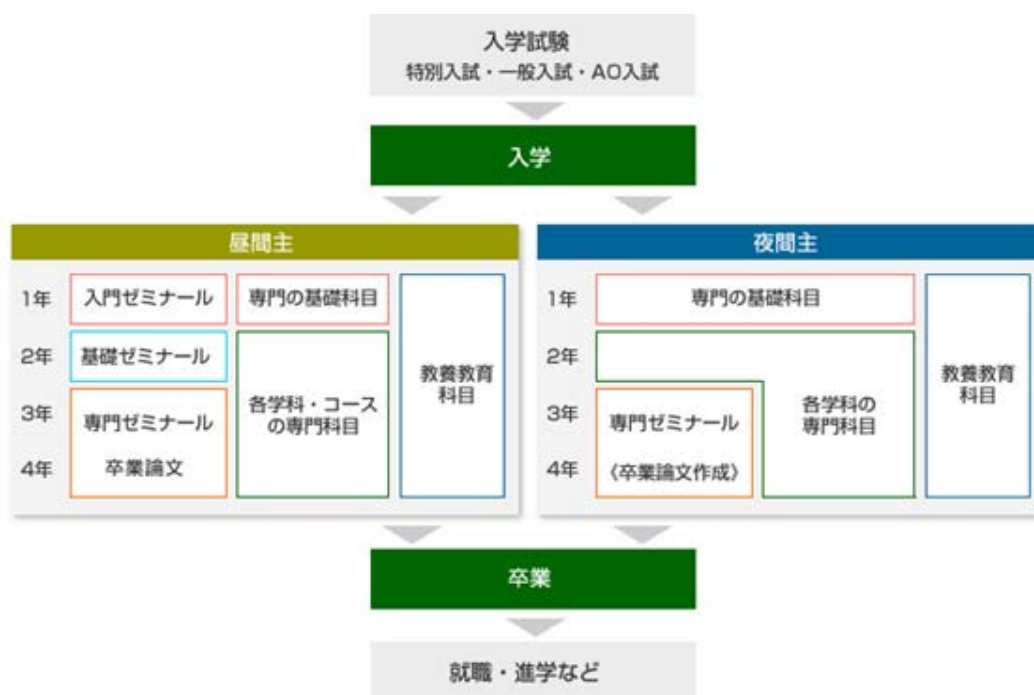 入学試験
特別入試・一般入試・AO入試
入学
昼間主
1年
入門ゼミナール
専門の基礎科目
2年
基礎ゼミナール
3年
専門ゼミナール
4年
卒業論文
各学科・コース
の専門科目
教養教育
科目
夜間主
1年
専門の基礎科目
2年
3年
専門ゼミナール
4年
《卒業論文作成》
各学科の
専門科目
教養教育
科目
卒業
就職・進学など